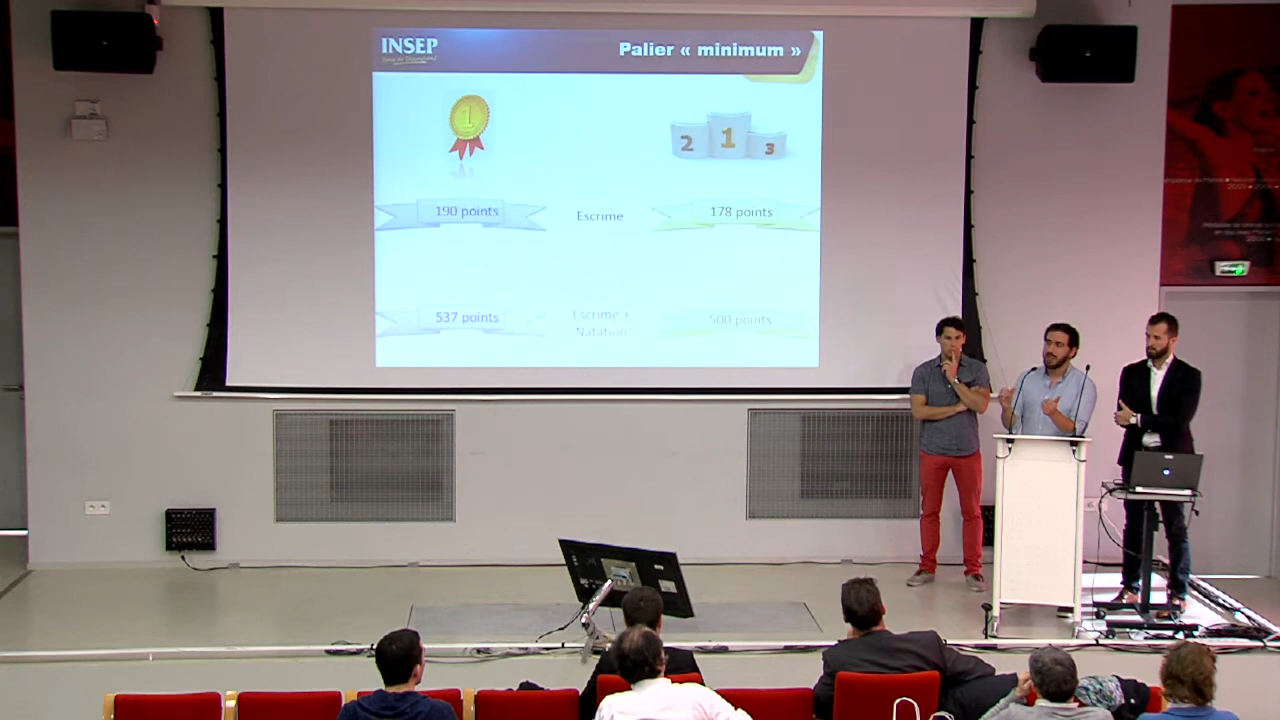 INSEP
Palier « minimum »
1
2 1 3
190 points
Escrime
178 points
537 points
Escrime +
Natation
500 points